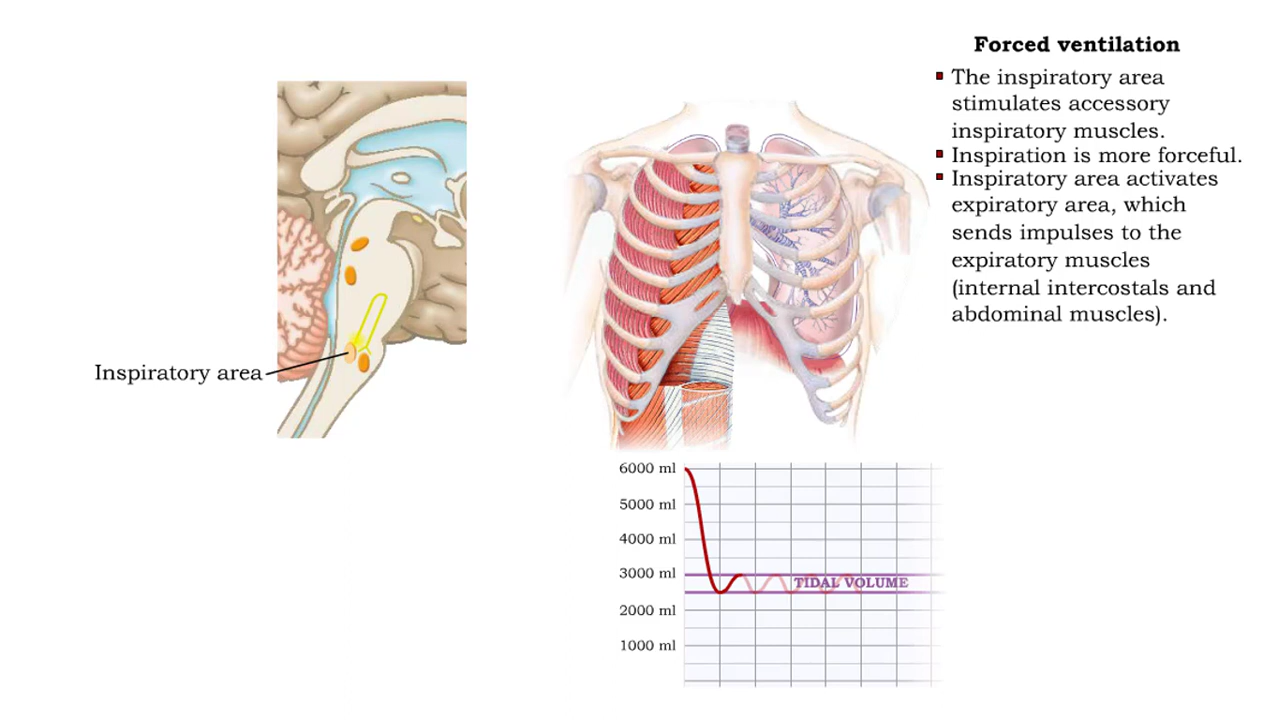 Forced ventilation
The inspiratory area
stimulates accessory
inspiratory muscles.
Inspiration is more forceful.
Inspiratory area activates
expiratory area, which
sends impulses to the
expiratory muscles
(internal intercostals and
abdominal muscles).
Inspiratory area
6000 ml
5000 ml
4000 ml
3000 ml
TIDAL VOLUME
2000 ml
1000 ml